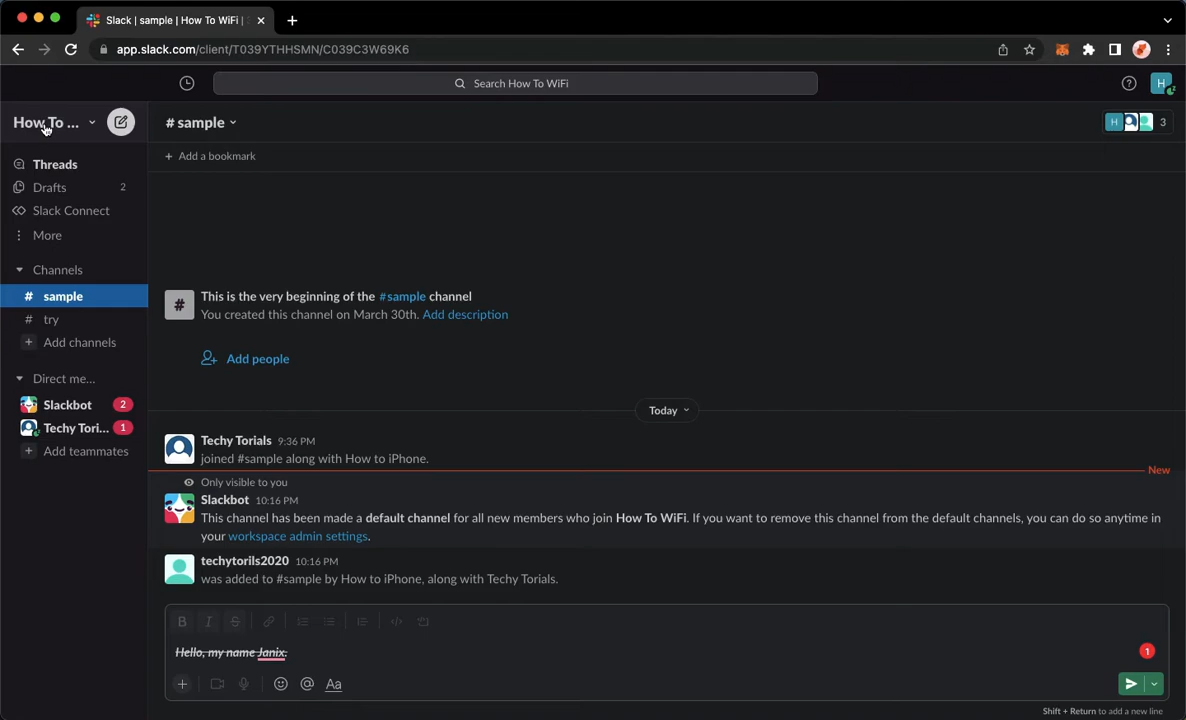 Slack | sample | How To WiFi |
app.slack.com/client/T039YTHHSMN/C039C3W69K6
Search How To WiFi
H
How To ...
# sample
H 3
+ Add a bookmark
Threads
Drafts 2
Slack Connect
More
Channels
# sample
# try
+ Add channels
Direct me...
Slackbot 2
Techy Tori... 1
+ Add teammates
This is the very beginning of the #sample channel
You created this channel on March 30th. Add description
Add people
Today
Techy Torials 9:36 PM
joined #sample along with How to iPhone.
New
Only visible to you
Slackbot 10:16 PM
This channel has been made a default channel for all new members who join How To WiFi. If you want to remove this channel from the default channels, you can do so anytime in
your workspace admin settings.
techytorils2020 10:16 PM
was added to #sample by How to iPhone, along with Techy Torials.
B I S
Hello, my name Janix.
1
+ @ Aa
Shift + Return to add a new line